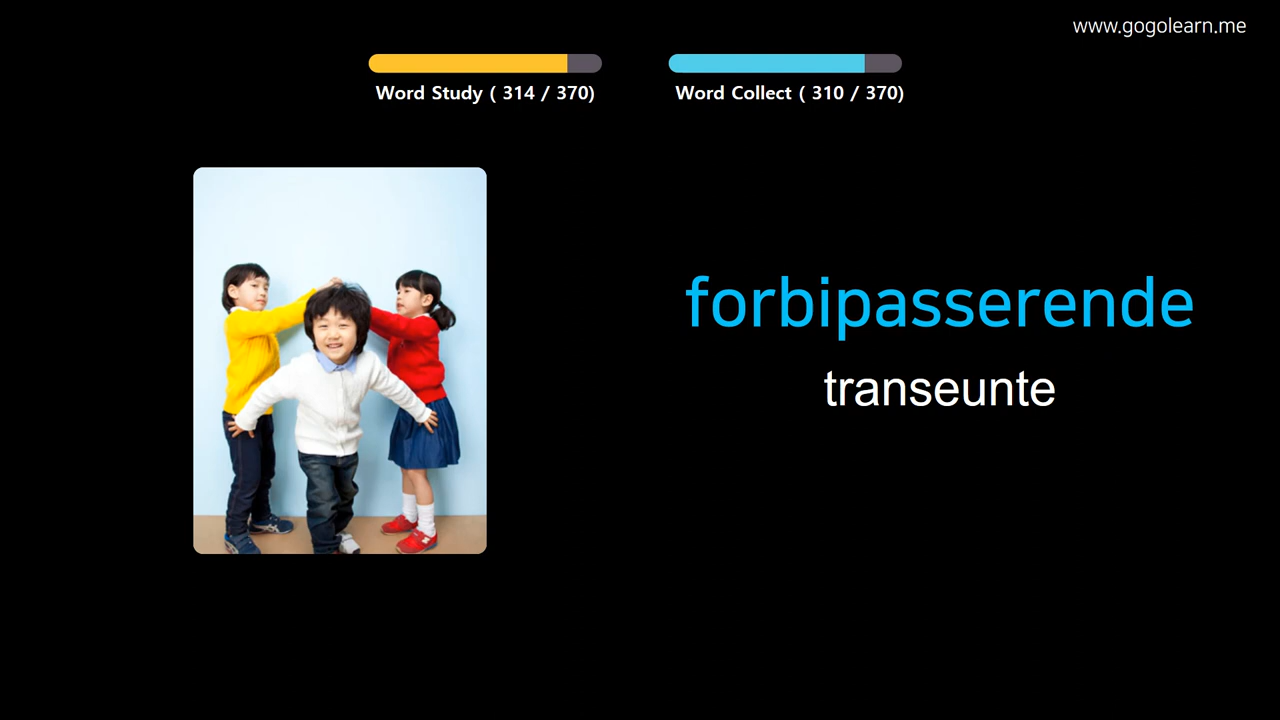 www.gogolearn.me
Word Study ( 314 / 370)
Word Collect ( 310 / 370)
forbipasserende
transeunte